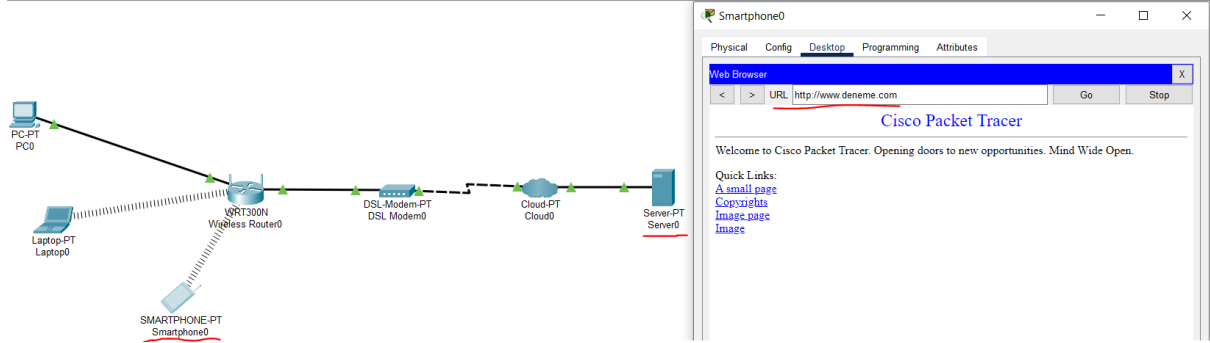 PC-PT
PC0
Laptop-PT
Laptop0
SMARTPHONE-PT
Smartphone0
WRT300N
Wireless Router0
DSL-Modem-PT
DSL Modem0
Cloud-PT
Cloud0
Server-PT
Server0
Smartphone0
Physical Config Desktop Programming Attributes
Web Browser X
< > URL http://www.deneme.com Go Stop
Cisco Packet Tracer
Welcome to Cisco Packet Tracer. Opening doors to new opportunities. Mind Wide Open.
Quick Links:
A small page
Copyrights
Image page
Image